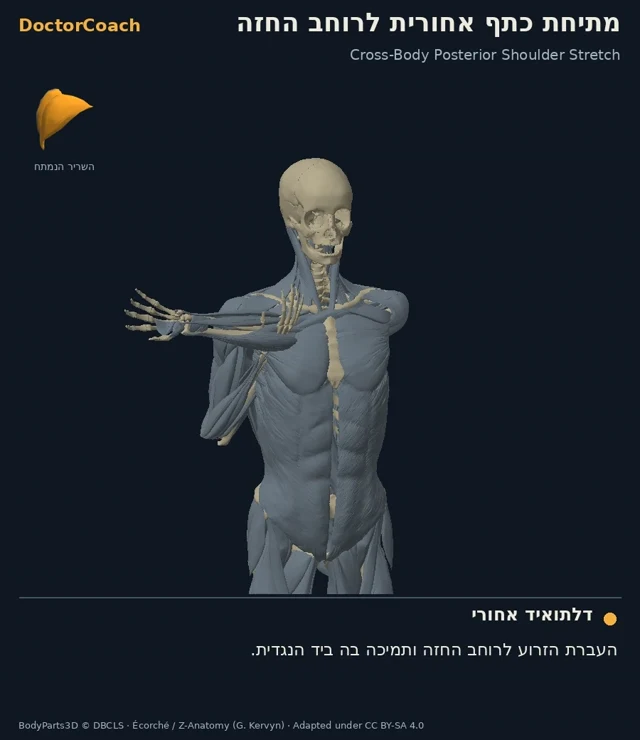 DoctorCoach
מתיחת כתף אחורית לרוחב החזה
Cross-Body Posterior Shoulder Stretch
השריר הנמתח
דלתואיד אחורי
העברת הזרוע לרוחב החזה ותמיכה בה ביד הנגדית.
BodyParts3D © DBCLS · Écorché / Z-Anatomy (G. Kervyn) · Adapted under CC BY-SA 4.0